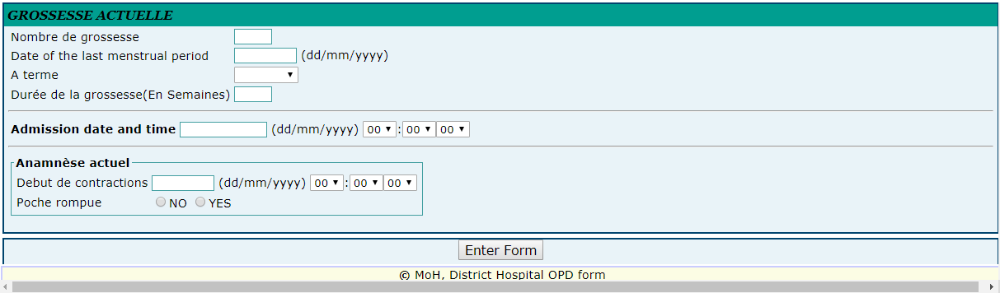 GROSSESSE ACTUELLE
Nombre de grossesse
Date of the last menstrual period (dd/mm/yyyy)
A terme
Durée de la grossesse(En Semaines)
Admission date and time (dd/mm/yyyy) 00 : 00 00
Anamnèse actuel
Debut de contractions (dd/mm/yyyy) 00 : 00 00
Poche rompue NO YES
Enter Form
© MoH, District Hospital OPD form